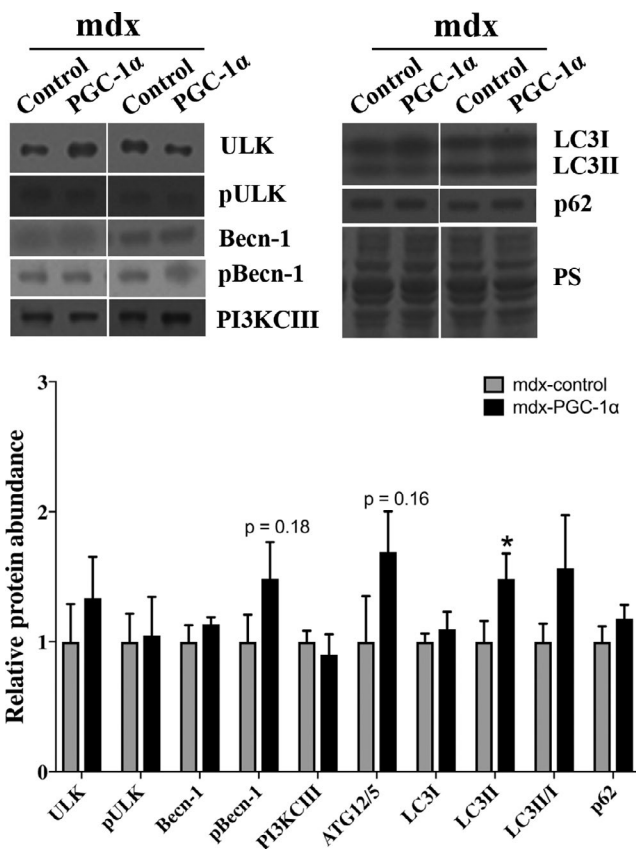 mdx
Control PGC-1α Control PGC-1α
ULK
pULK
Becn-1
pBecn-1
PI3KCIII
mdx
Control PGC-1α Control PGC-1α
LC3I
LC3II
p62
PS
mdx-control
mdx-PGC-1α
Relative protein abundance
3
2
1
0
p = 0.18
p = 0.16
*
ULK pULK Becn-1 pBecn-1 PI3KCIII ATG12/5 LC3I LC3II LC3II/I p62